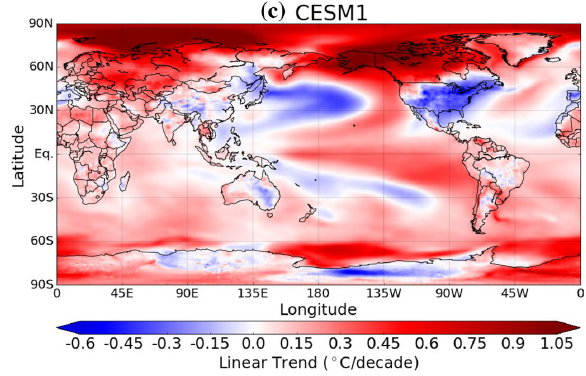 (c) CESM1
90N
60N
30N
Eq.
30S
60S
90S
Latitude
0 45E 90E 135E 180 135W 90W 45W 0
Longitude
-0.6 -0.45 -0.3 -0.15 0.0 0.15 0.3 0.45 0.6 0.75 0.9 1.05
Linear Trend (°C/decade)